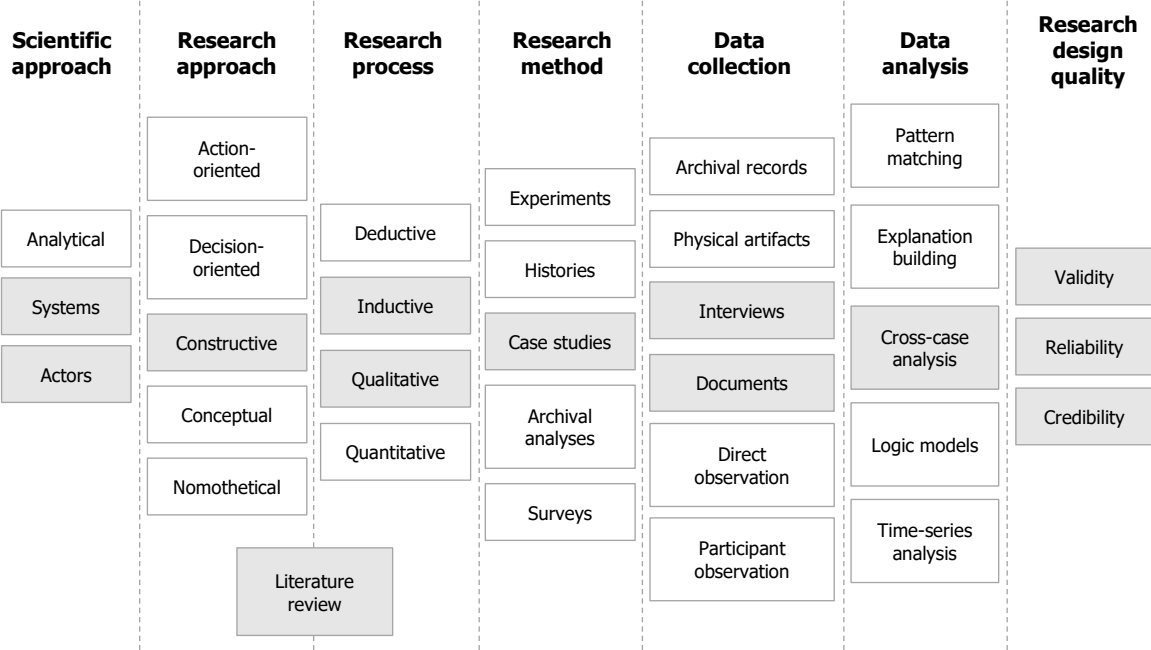 Scientific
approach
Research
approach
Research
process
Research
method
Data
collection
Data
analysis
Research
design
quality
Analytical
Systems
Actors
Action-
oriented
Decision-
oriented
Constructive
Conceptual
Nomothetical
Deductive
Inductive
Qualitative
Quantitative
Literature
review
Experiments
Histories
Case studies
Archival
analyses
Surveys
Archival records
Physical artifacts
Interviews
Documents
Direct
observation
Participant
observation
Pattern
matching
Explanation
building
Cross-case
analysis
Logic models
Time-series
analysis
Validity
Reliability
Credibility